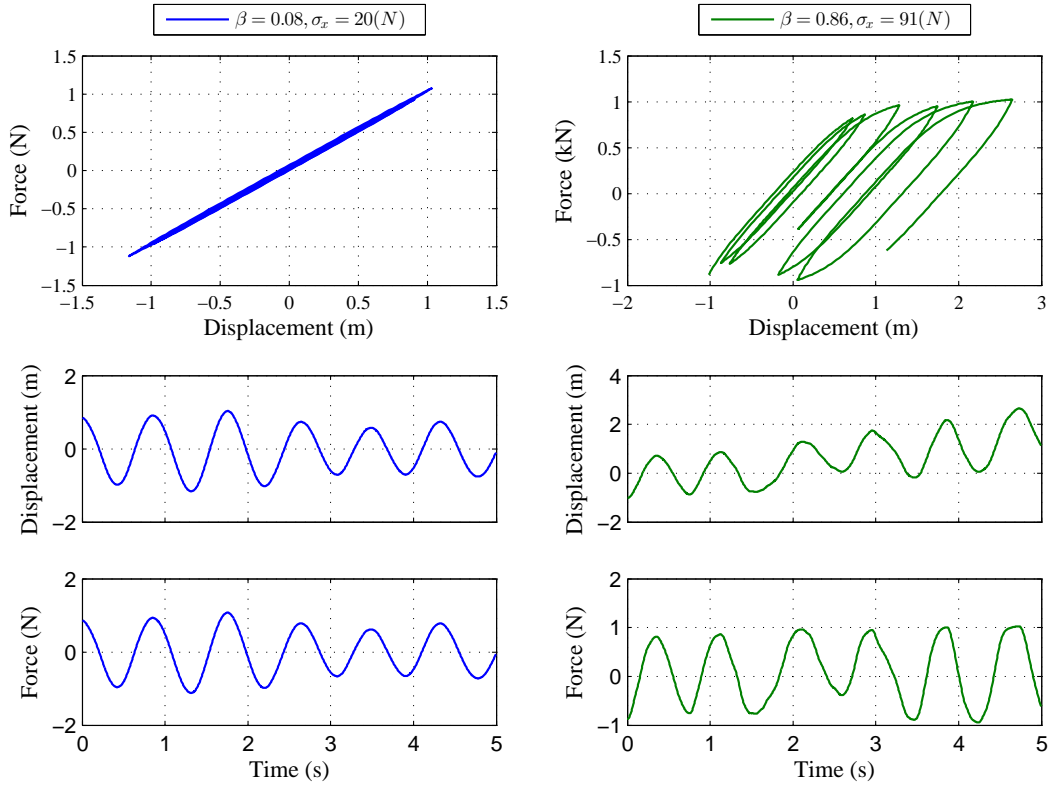 β = 0.08, σx = 20(N)
β = 0.86, σx = 91(N)
1.5
1
0.5
0
−0.5
−1
−1.5
Force (N)
−1.5 −1 −0.5 0 0.5 1 1.5
Displacement (m)
1.5
1
0.5
0
−0.5
−1
Force (kN)
−2 −1 0 1 2 3
Displacement (m)
2
0
−2
Displacement (m)
4
2
0
−2
Displacement (m)
2
1
0
−2
Force (N)
0 1 2 3 4 5
Time (s)
2
1
0
−1
Force (N)
0 1 2 3 4 5
Time (s)